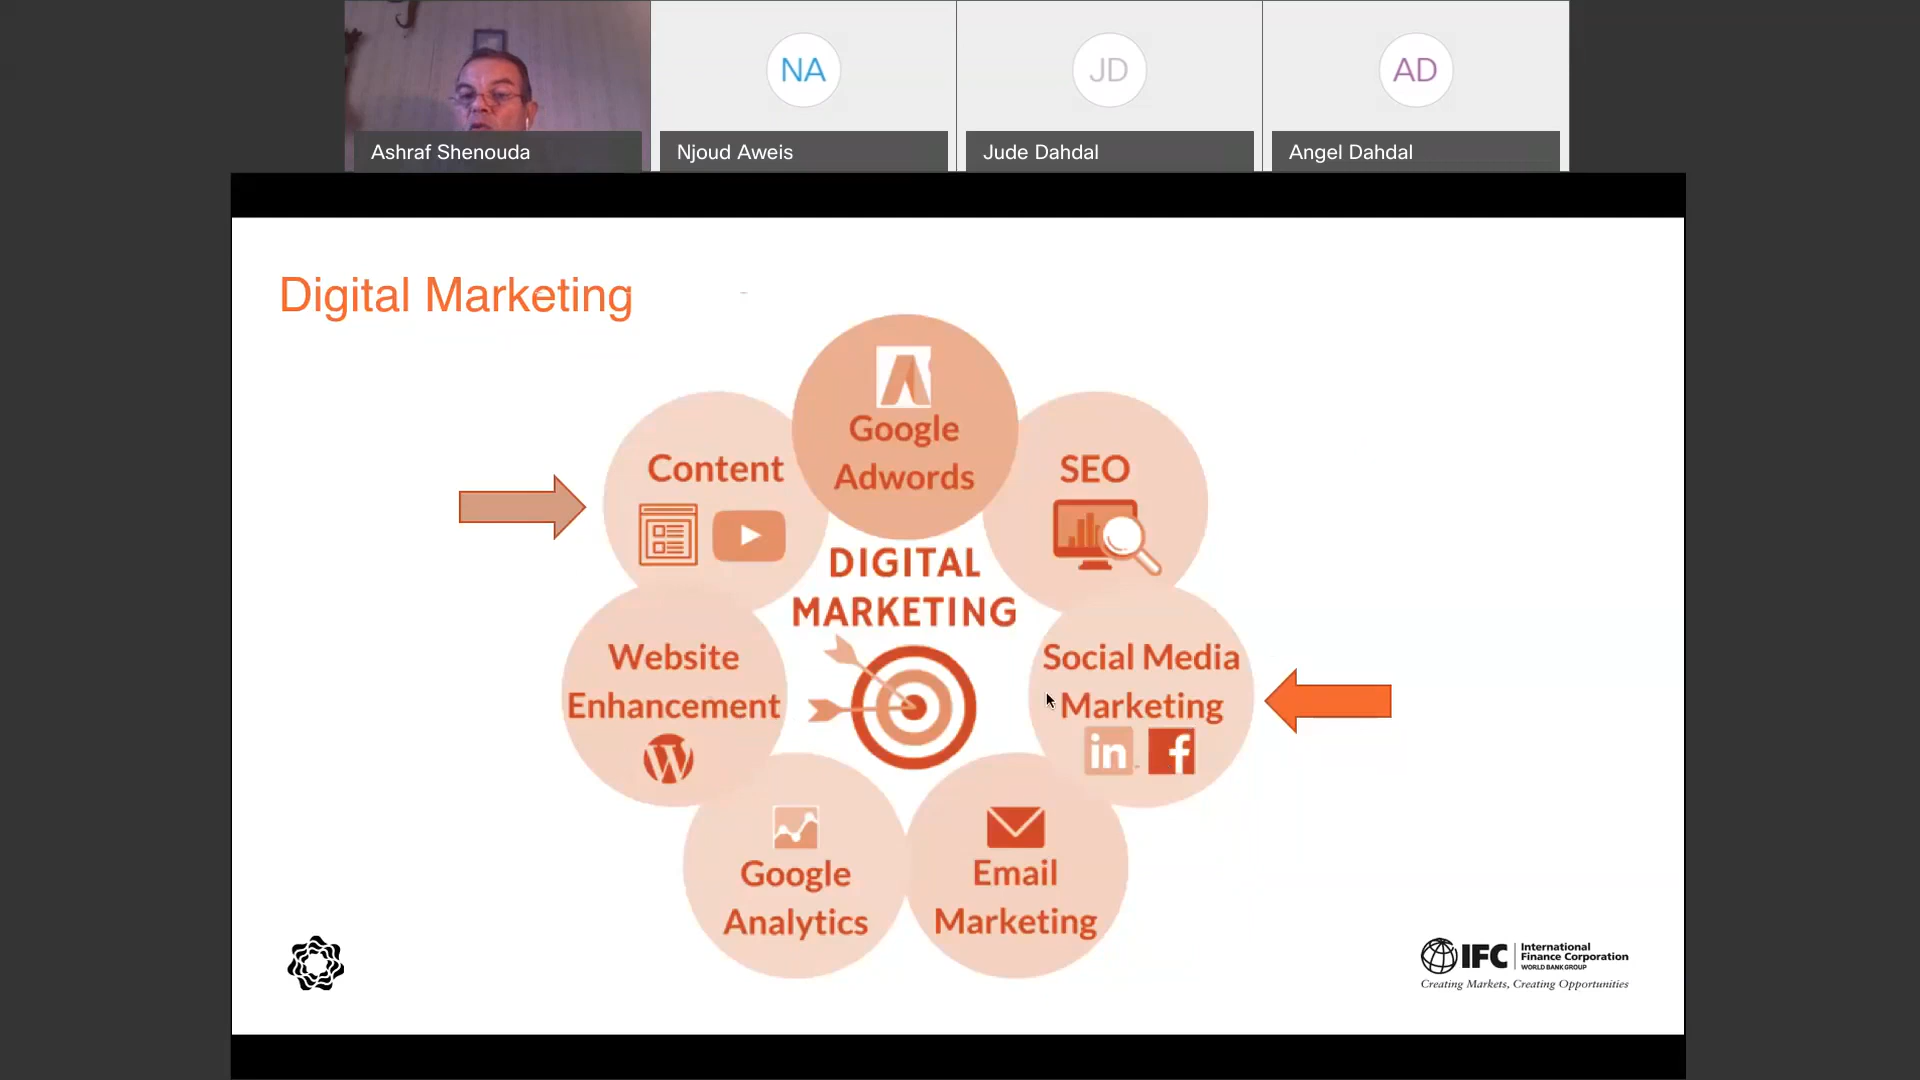 NA
JD
AD
Ashraf Shenouda
Njoud Aweis
Jude Dahdal
Angel Dahdal
Digital Marketing
Google
Adwords
Content
SEO
DIGITAL
MARKETING
Website
Enhancement
Social Media
Marketing
in f
Google
Analytics
Email
Marketing
IFC
International
Finance Corporation
WORLD BANK GROUP
Creating Markets, Creating Opportunities